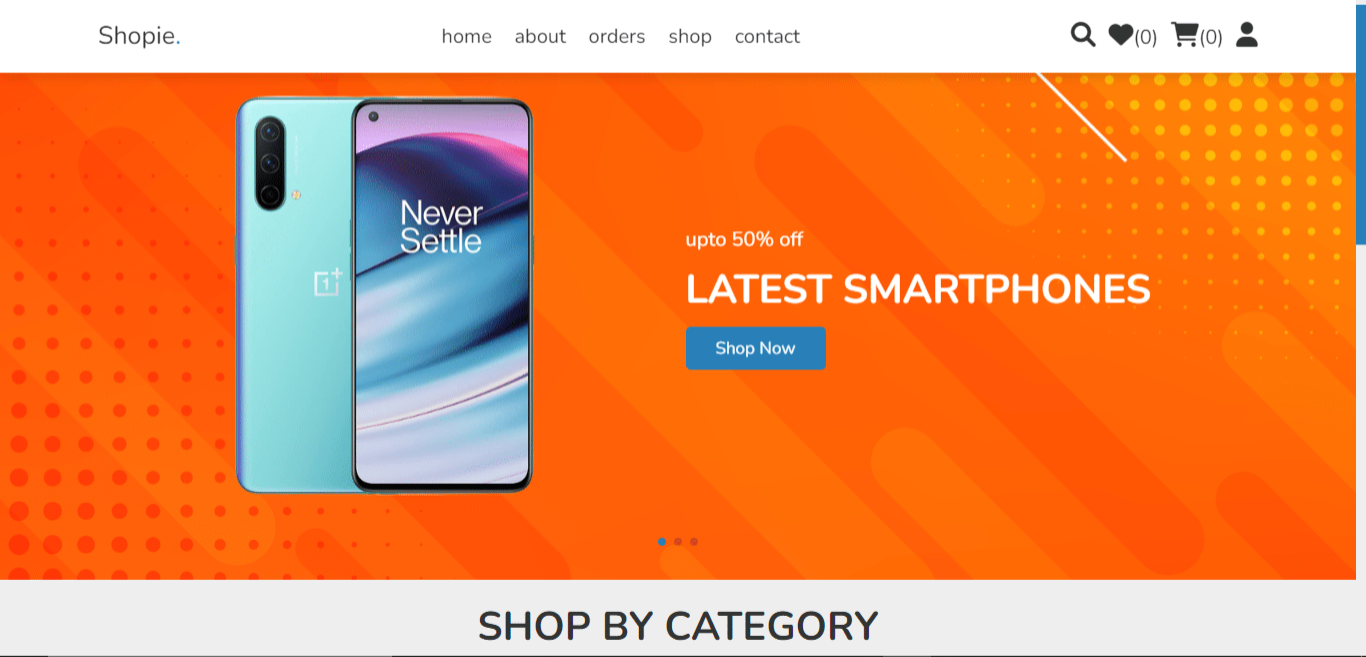 Shopie.
home about orders shop contact
(0) (0)
Never
Settle
1+
upto 50% off
LATEST SMARTPHONES
Shop Now
SHOP BY CATEGORY